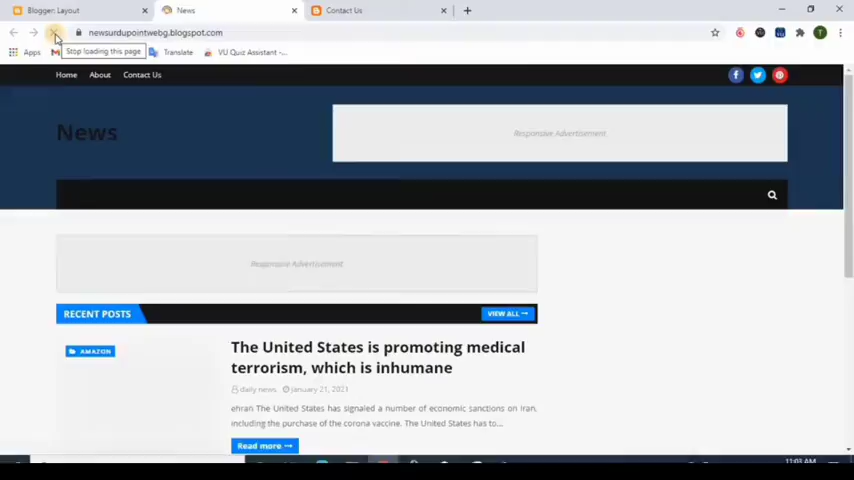 Blogger: Layout
News
Contact Us
newsurdupointwebg.blogspot.com
T
Apps
Stop loading this page
Translate
VU Quiz Assistant -...
Home
About
Contact Us
News
Responsive Advertisement
Responsive Advertisement
RECENT POSTS
VIEW ALL
AMAZON
The United States is promoting medical
terrorism, which is inhumane
daily news
January 21, 2021
ehran The United States has signaled a number of economic sanctions on Iran,
including the purchase of the corona vaccine. The United States has to...
Read more
11:03 AM